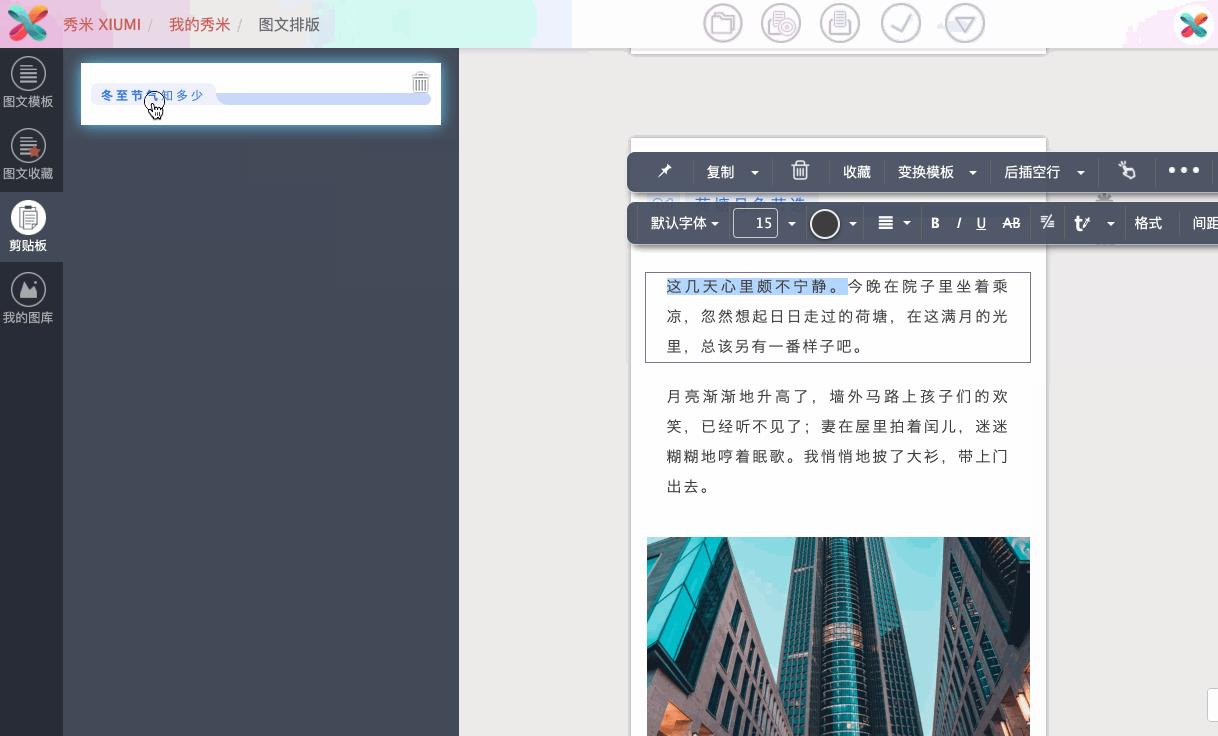 秀米 XIUMI / 我的秀米 / 图文排版
图文模板
图文收藏
剪贴板
我的图库
冬至节气知多少
复制
收藏
变换模板
后插空行
•••
默认字体
15
B I U AB
格式
间距
这几天心里颇不宁静。今晚在院子里坐着乘
凉，忽然想起日日走过的荷塘，在这满月的光
里，总该另有一番样子吧。
月亮渐渐地升高了，墙外马路上孩子们的欢
笑，已经听不见了；妻在屋里拍着闰儿，迷迷
糊糊地哼着眠歌。我悄悄地披了大衫，带上门
出去。